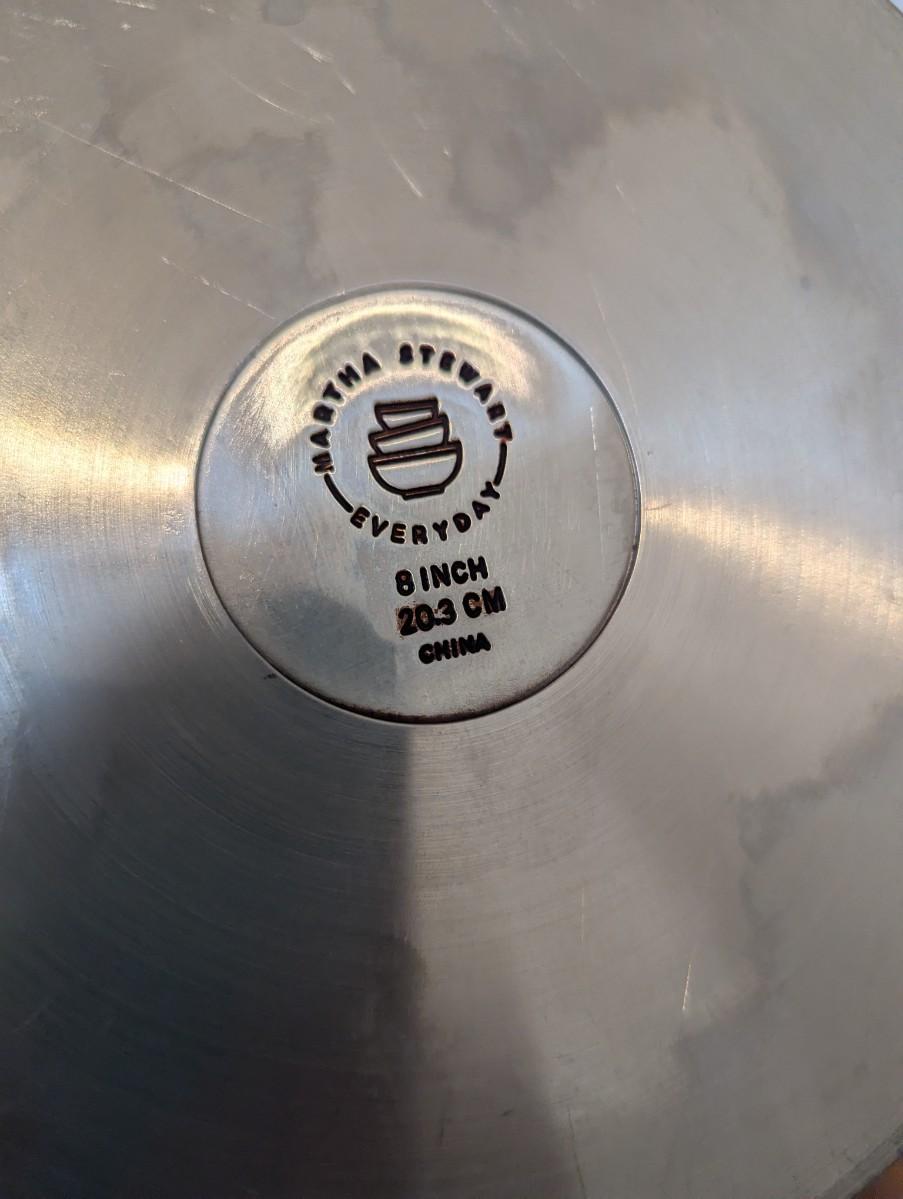 MARTHA STEWART
EVERYDAY
8 INCH
20.3 CM
CHINA